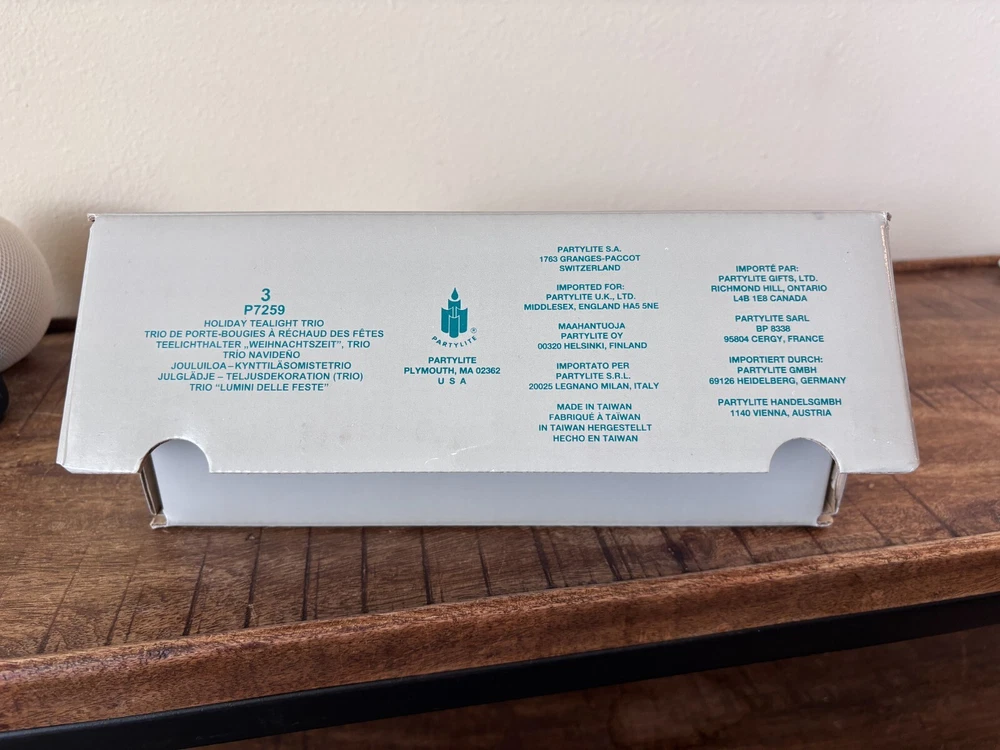 3
P7259
HOLIDAY TEALIGHT TRIO
TRIO DE PORTE-BOUGIES À RÉCHAUD DES FÊTES
TEELICHTHALTER „WEIHNACHTSZEIT”, TRIO
TRÍO NAVIDEÑO
JOULUILOA–KYNTTILÄSOMISTETRIO
JULGLÄDJE – TELJUSDEKORATION (TRIO)
TRIO “LUMINI DELLE FESTE”
PARTYLITE®
PARTYLITE
PLYMOUTH, MA 02362
U S A
PARTYLITE S.A.
1763 GRANGES-PACCOT
SWITZERLAND
IMPORTED FOR:
PARTYLITE U.K., LTD.
MIDDLESEX, ENGLAND HA5 5NE
MAAHANTUOJA
PARTYLITE OY
00320 HELSINKI, FINLAND
IMPORTATO PER
PARTYLITE S.R.L.
20025 LEGNANO MILAN, ITALY
MADE IN TAIWAN
FABRIQUÉ À TAÏWAN
IN TAIWAN HERGESTELLT
HECHO EN TAIWAN
IMPORTÉ PAR:
PARTYLITE GIFTS, LTD.
RICHMOND HILL, ONTARIO
L4B 1E8 CANADA
PARTYLITE SARL
BP 8338
95804 CERGY, FRANCE
IMPORTIERT DURCH:
PARTYLITE GMBH
69126 HEIDELBERG, GERMANY
PARTYLITE HANDELSGMBH
1140 VIENNA, AUSTRIA